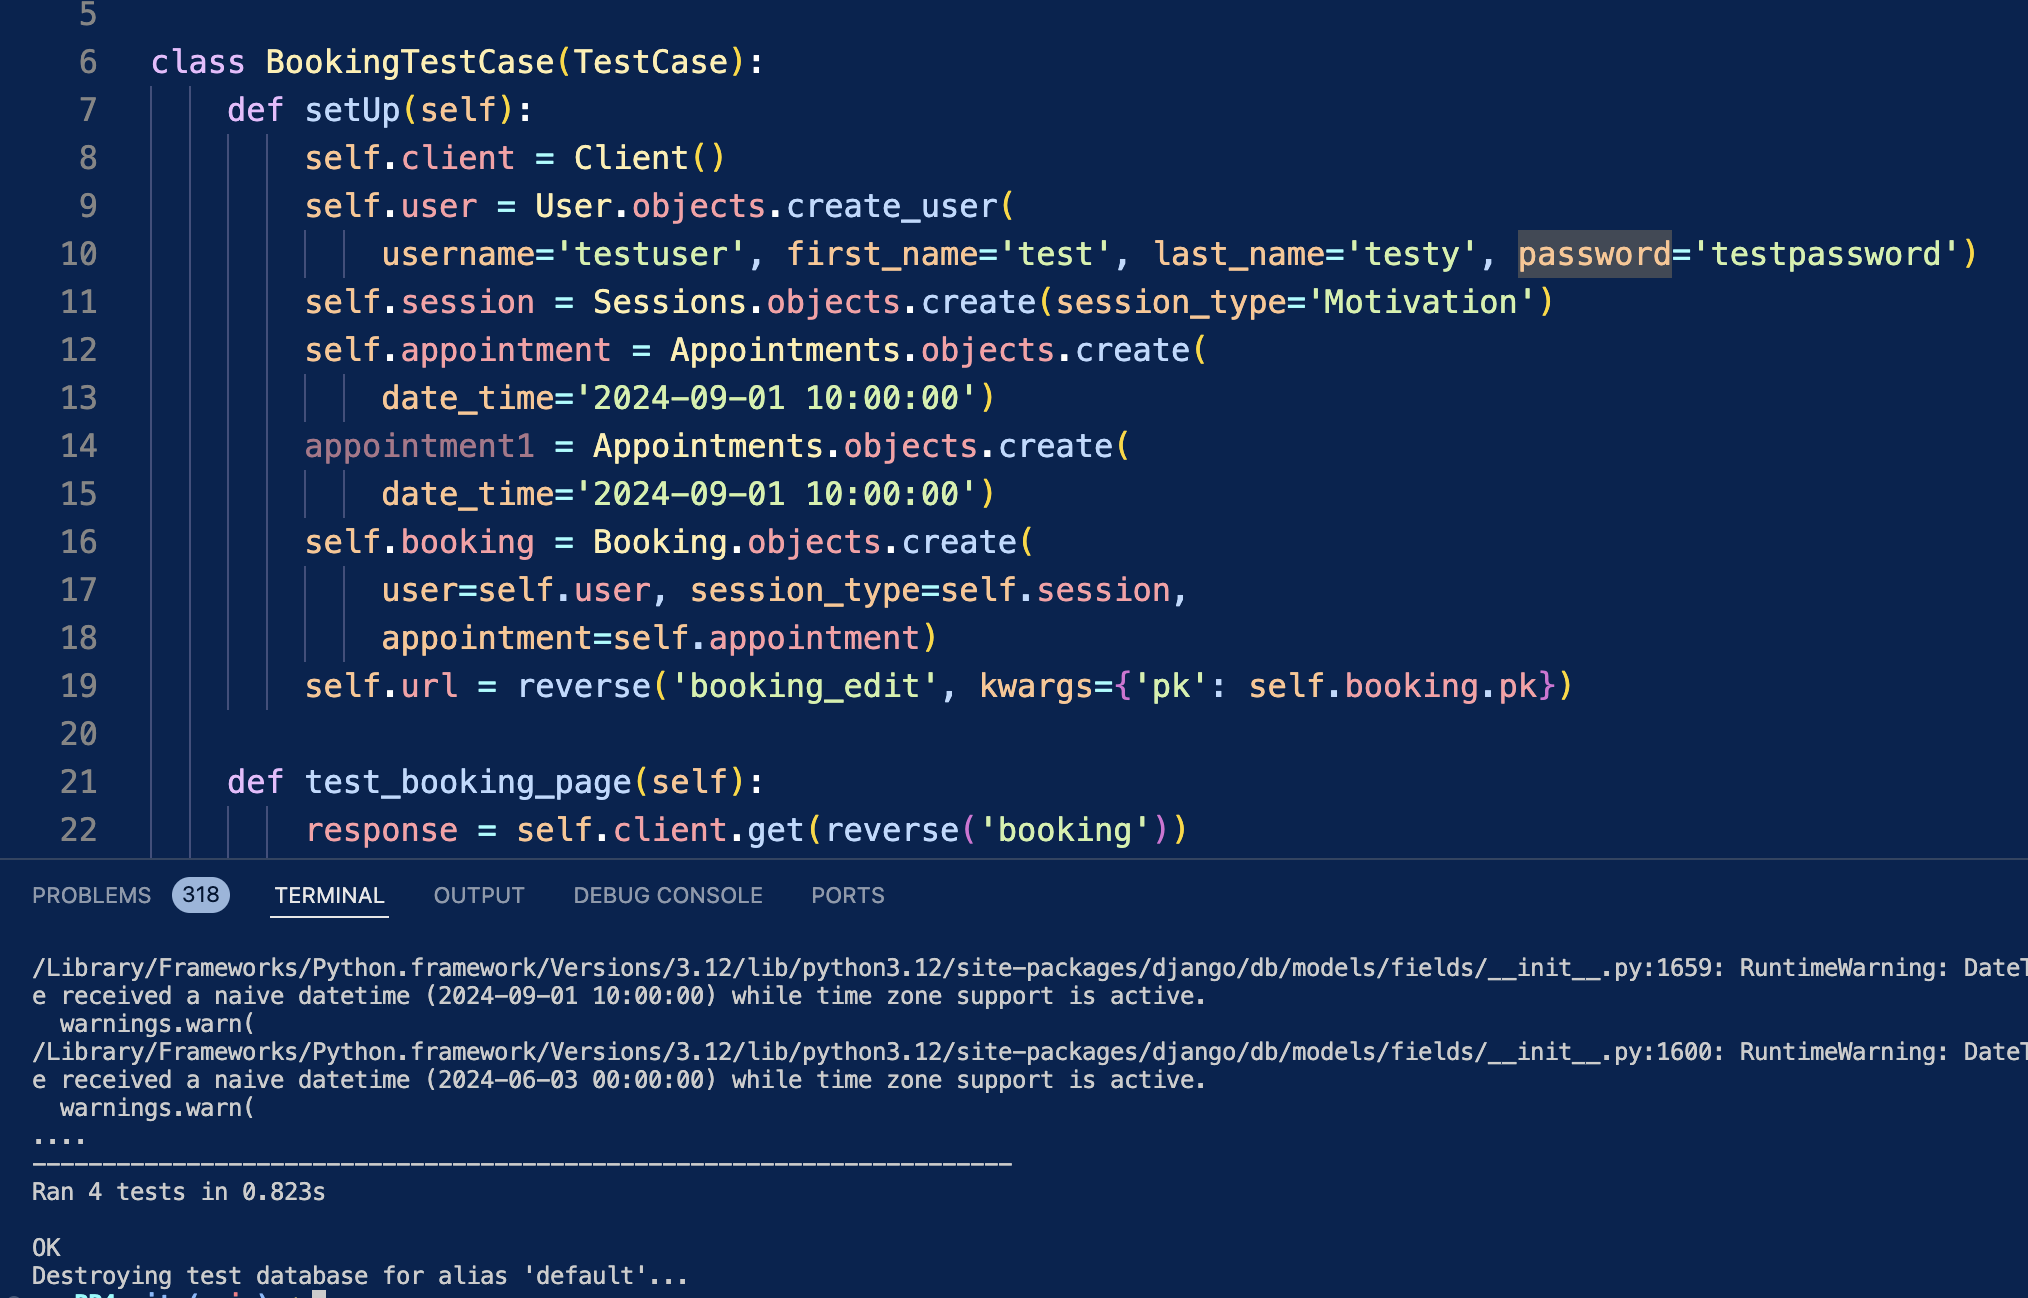 5
6 class BookingTestCase(TestCase):
7 def setUp(self):
8 self.client = Client()
9 self.user = User.objects.create_user(
10 username='testuser', first_name='test', last_name='testy', password='testpassword')
11 self.session = Sessions.objects.create(session_type='Motivation')
12 self.appointment = Appointments.objects.create(
13 date_time='2024-09-01 10:00:00')
14 appointment1 = Appointments.objects.create(
15 date_time='2024-09-01 10:00:00')
16 self.booking = Booking.objects.create(
17 user=self.user, session_type=self.session,
18 appointment=self.appointment)
19 self.url = reverse('booking_edit', kwargs={'pk': self.booking.pk})
20
21 def test_booking_page(self):
22 response = self.client.get(reverse('booking'))
PROBLEMS 318 TERMINAL OUTPUT DEBUG CONSOLE PORTS
/Library/Frameworks/Python.framework/Versions/3.12/lib/python3.12/site-packages/django/db/models/fields/__init__.py:1659: RuntimeWarning: DateT
e received a naive datetime (2024-09-01 10:00:00) while time zone support is active.
warnings.warn(
/Library/Frameworks/Python.framework/Versions/3.12/lib/python3.12/site-packages/django/db/models/fields/__init__.py:1600: RuntimeWarning: DateT
e received a naive datetime (2024-06-03 00:00:00) while time zone support is active.
warnings.warn(
....
----------------------------------------------------------------------
Ran 4 tests in 0.823s
OK
Destroying test database for alias 'default'...